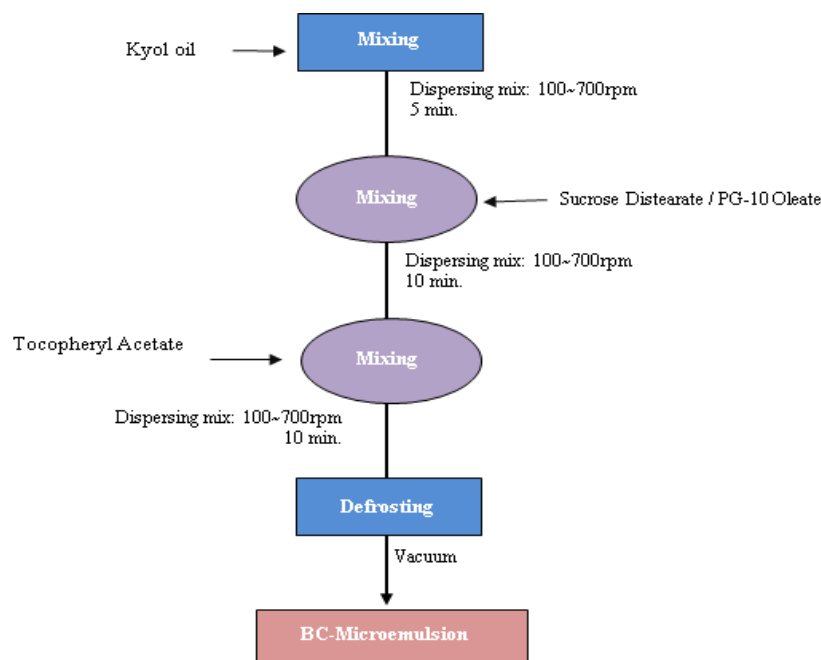 Mixing
Kyol oil
Dispersing mix: 100~700rpm
5 min.
Mixing
Sucrose Distearate / PG-10 Oleate
Dispersing mix: 100~700rpm
10 min.
Tocopheryl Acetate
Mixing
Dispersing mix: 100~700rpm
10 min.
Defrosting
Vacuum
BC-Microemulsion